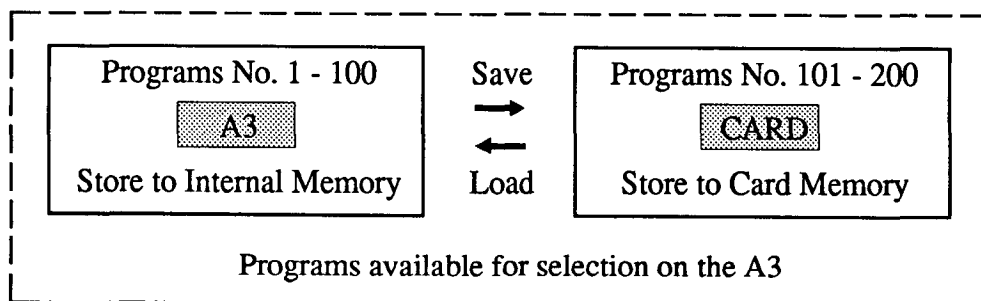 Programs No. 1 - 100
A3
Store to Internal Memory
Save
Load
Programs No. 101 - 200
CARD
Store to Card Memory
Programs available for selection on the A3